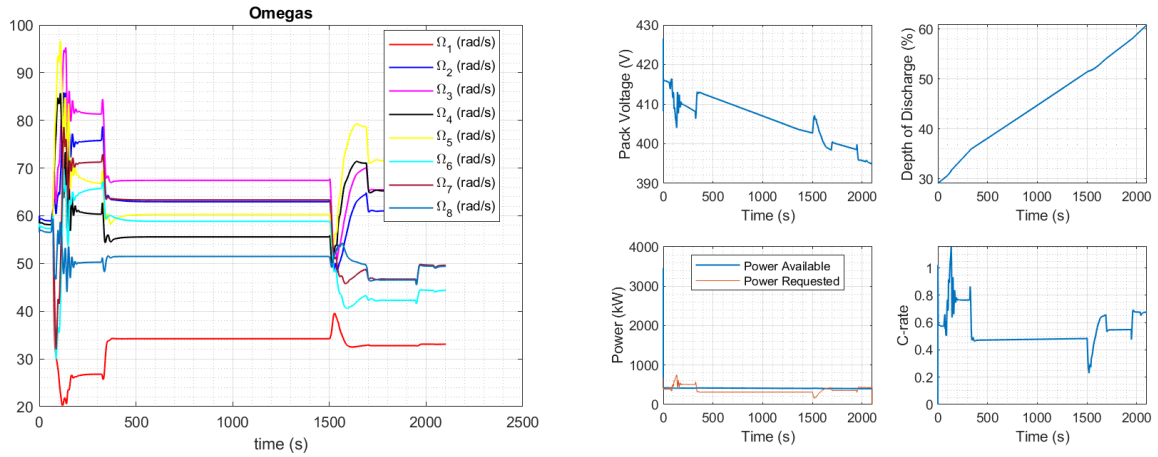 Omegas
100
90
80
70
60
50
40
30
20
0 500 1000 1500 2000 2500
time (s)
Ω1 (rad/s)
Ω2 (rad/s)
Ω3 (rad/s)
Ω4 (rad/s)
Ω5 (rad/s)
Ω6 (rad/s)
Ω7 (rad/s)
Ω8 (rad/s)
Pack Voltage (V)
430
420
410
400
390
0 500 1000 1500 2000
Time (s)
Depth of Discharge (%)
60
50
40
30
0 500 1000 1500 2000
Time (s)
Power (kW)
4000
3000
2000
1000
0
0 500 1000 1500 2000
Time (s)
Power Available
Power Requested
C-rate
1
0.8
0.6
0.4
0.2
0
0 500 1000 1500 2000
Time (s)